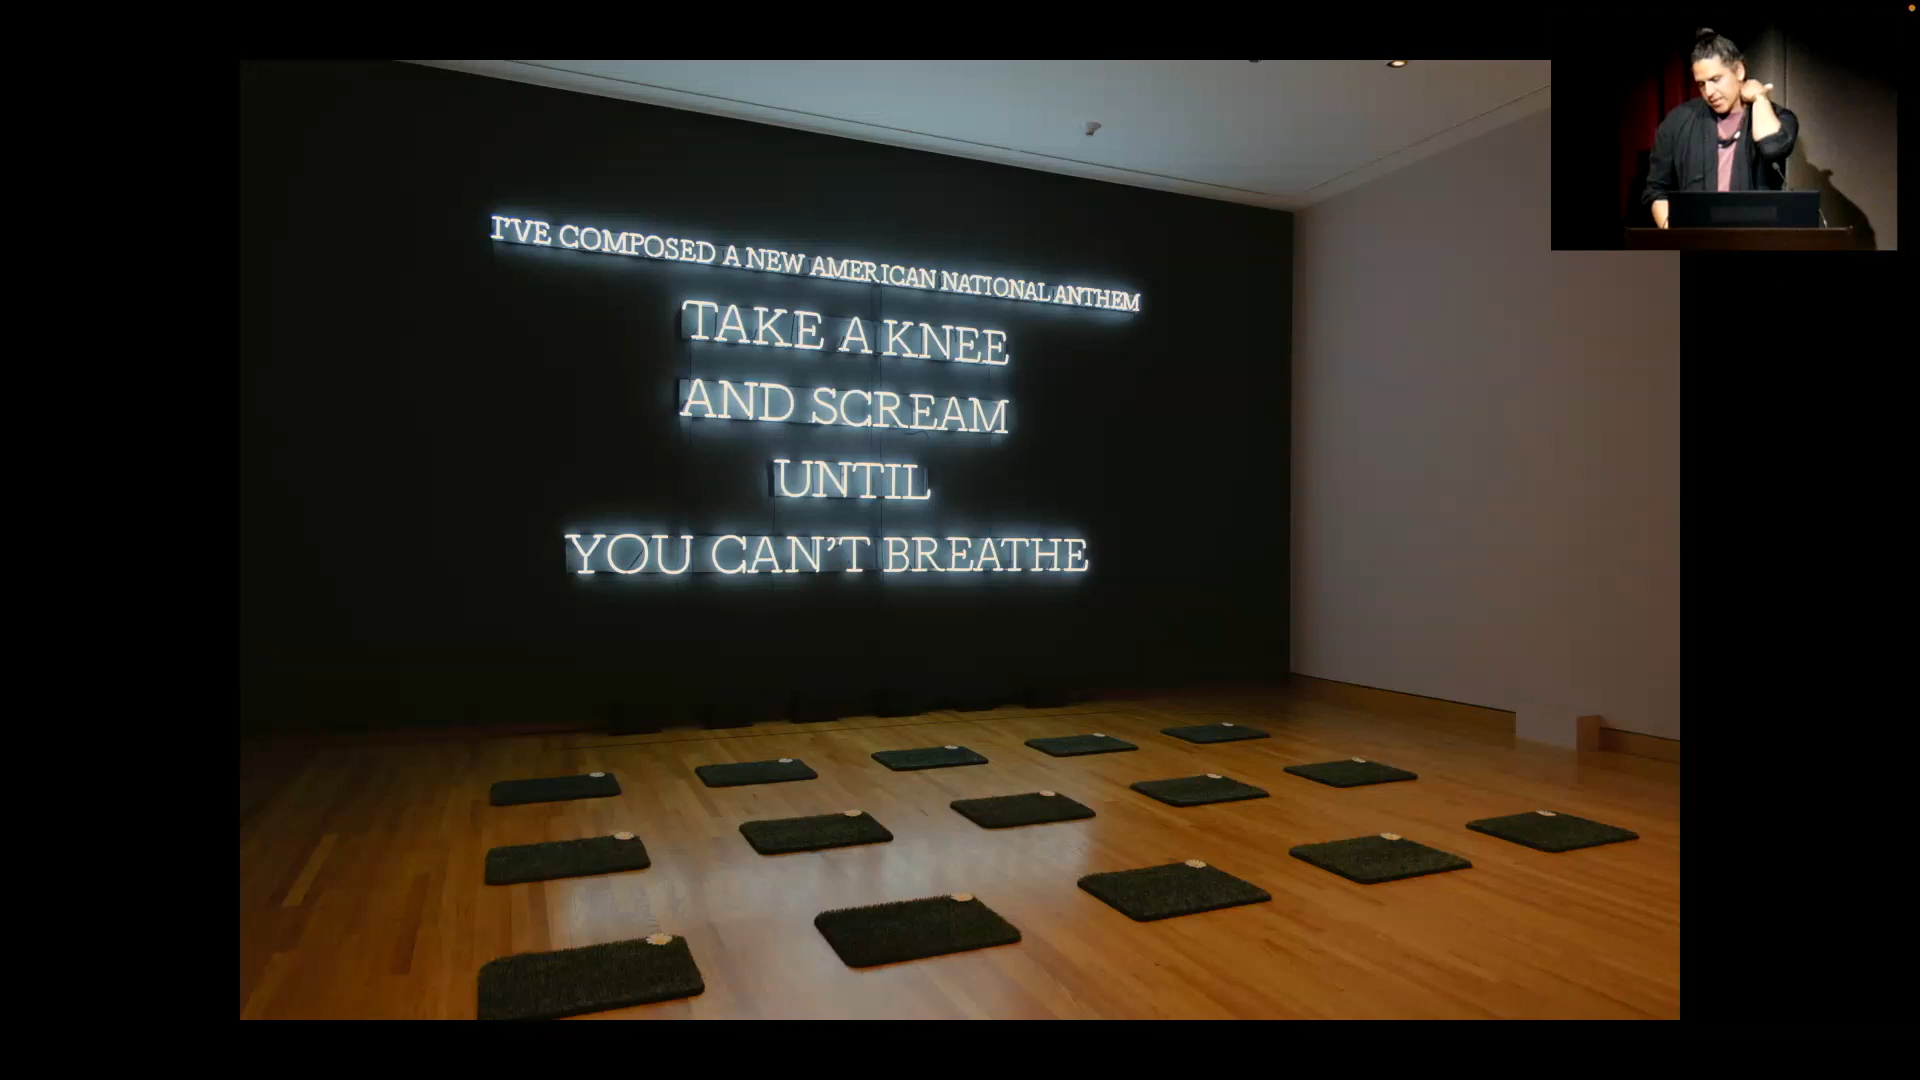 I'VE COMPOSED A NEW AMERICAN NATIONAL ANTHEM
TAKE A KNEE
AND SCREAM
UNTIL
YOU CAN'T BREATHE